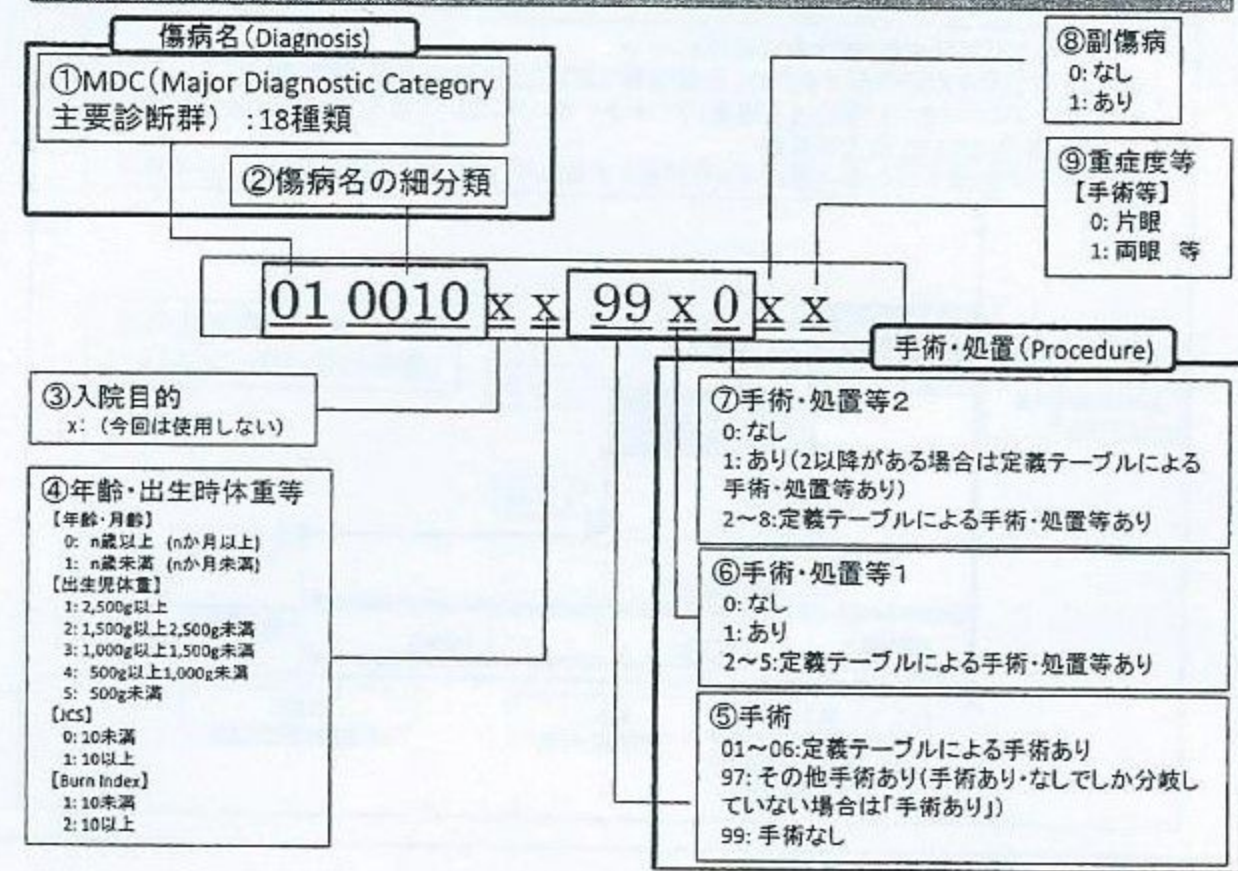 傷病名(Diagnosis)
①MDC(Major Diagnostic Category
主要診断群) :18種類
②傷病名の細分類
⑧副傷病
0: なし
1: あり
⑨重症度等
【手術等】
0: 片眼
1: 両眼 等
01 0010 x x 99 x 0 x x
手術・処置(Procedure)
③入院目的
x: (今回は使用しない)
④年齢・出生時体重等
【年齢・月齢】
0: n歳以上 (nか月以上)
1: n歳未満 (nか月未満)
【出生児体重】
1: 2,500g以上
2: 1,500g以上2,500g未満
3: 1,000g以上1,500g未満
4: 500g以上1,000g未満
5: 500g未満
【JCS】
0: 10未満
1: 10以上
【Burn Index】
1: 10未満
2: 10以上
⑦手術・処置等2
0: なし
1: あり(2以降がある場合は定義テーブルによる
手術・処置等あり)
2~8:定義テーブルによる手術・処置等あり
⑥手術・処置等1
0: なし
1: あり
2~5:定義テーブルによる手術・処置等あり
⑤手術
01~06:定義テーブルによる手術あり
97: その他手術あり(手術あり・なしでしか分岐し
ていない場合は「手術あり」)
99: 手術なし